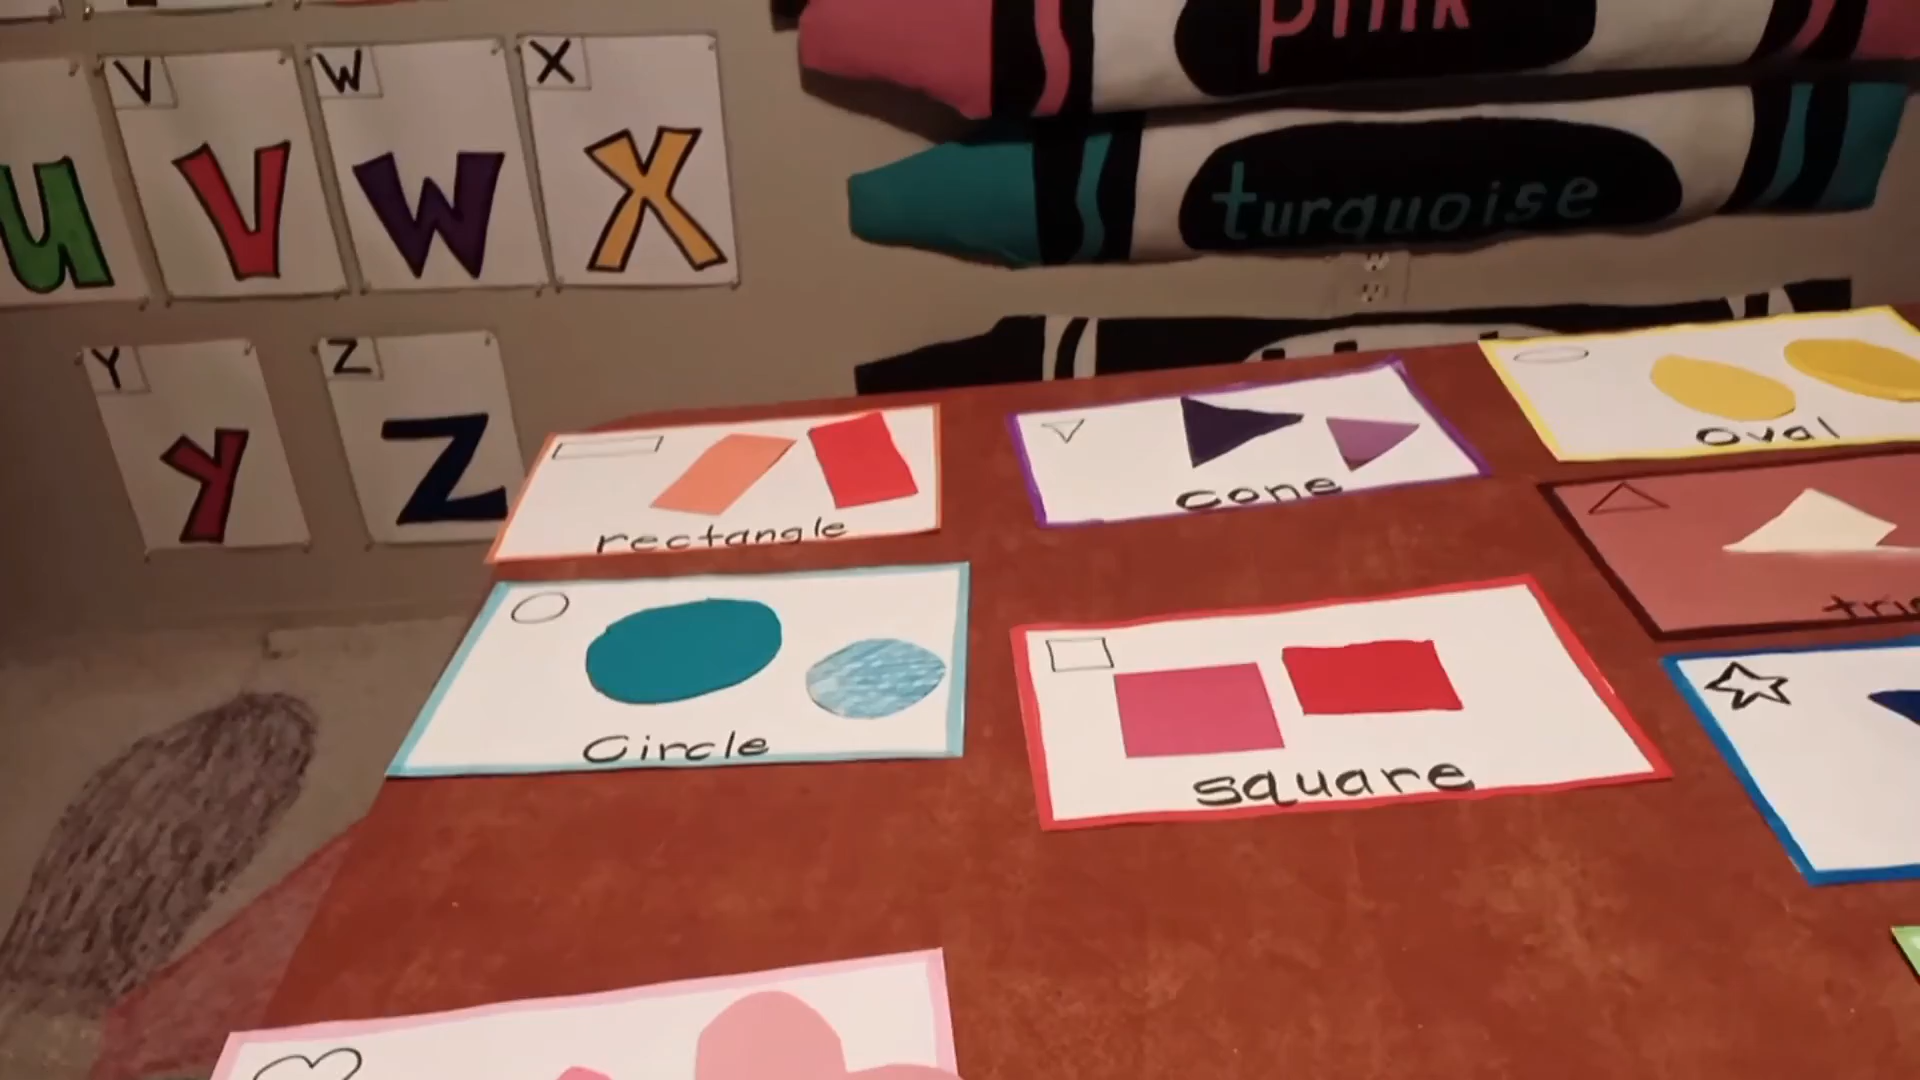 V
W
X
u
V
W
X
pink
turquoise
Y
Z
Y
Z
rectangle
cone
oval
Circle
square